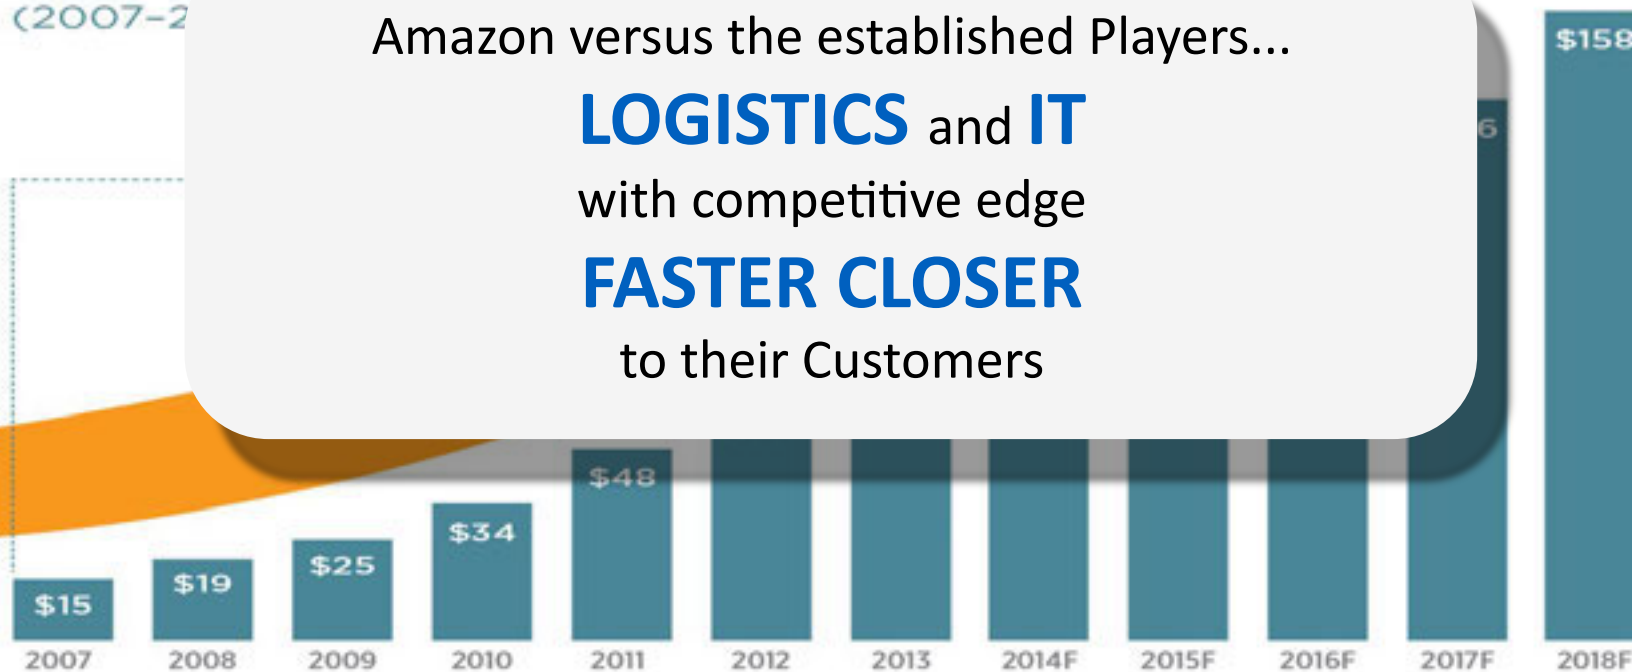 (2007–2
Amazon versus the established Players...
$158
LOGISTICS and IT
6
with competitive edge
FASTER CLOSER
to their Customers
$48
$34
$25
$19
$15
2007 2008 2009 2010 2011 2012 2013 2014F 2015F 2016F 2017F 2018F